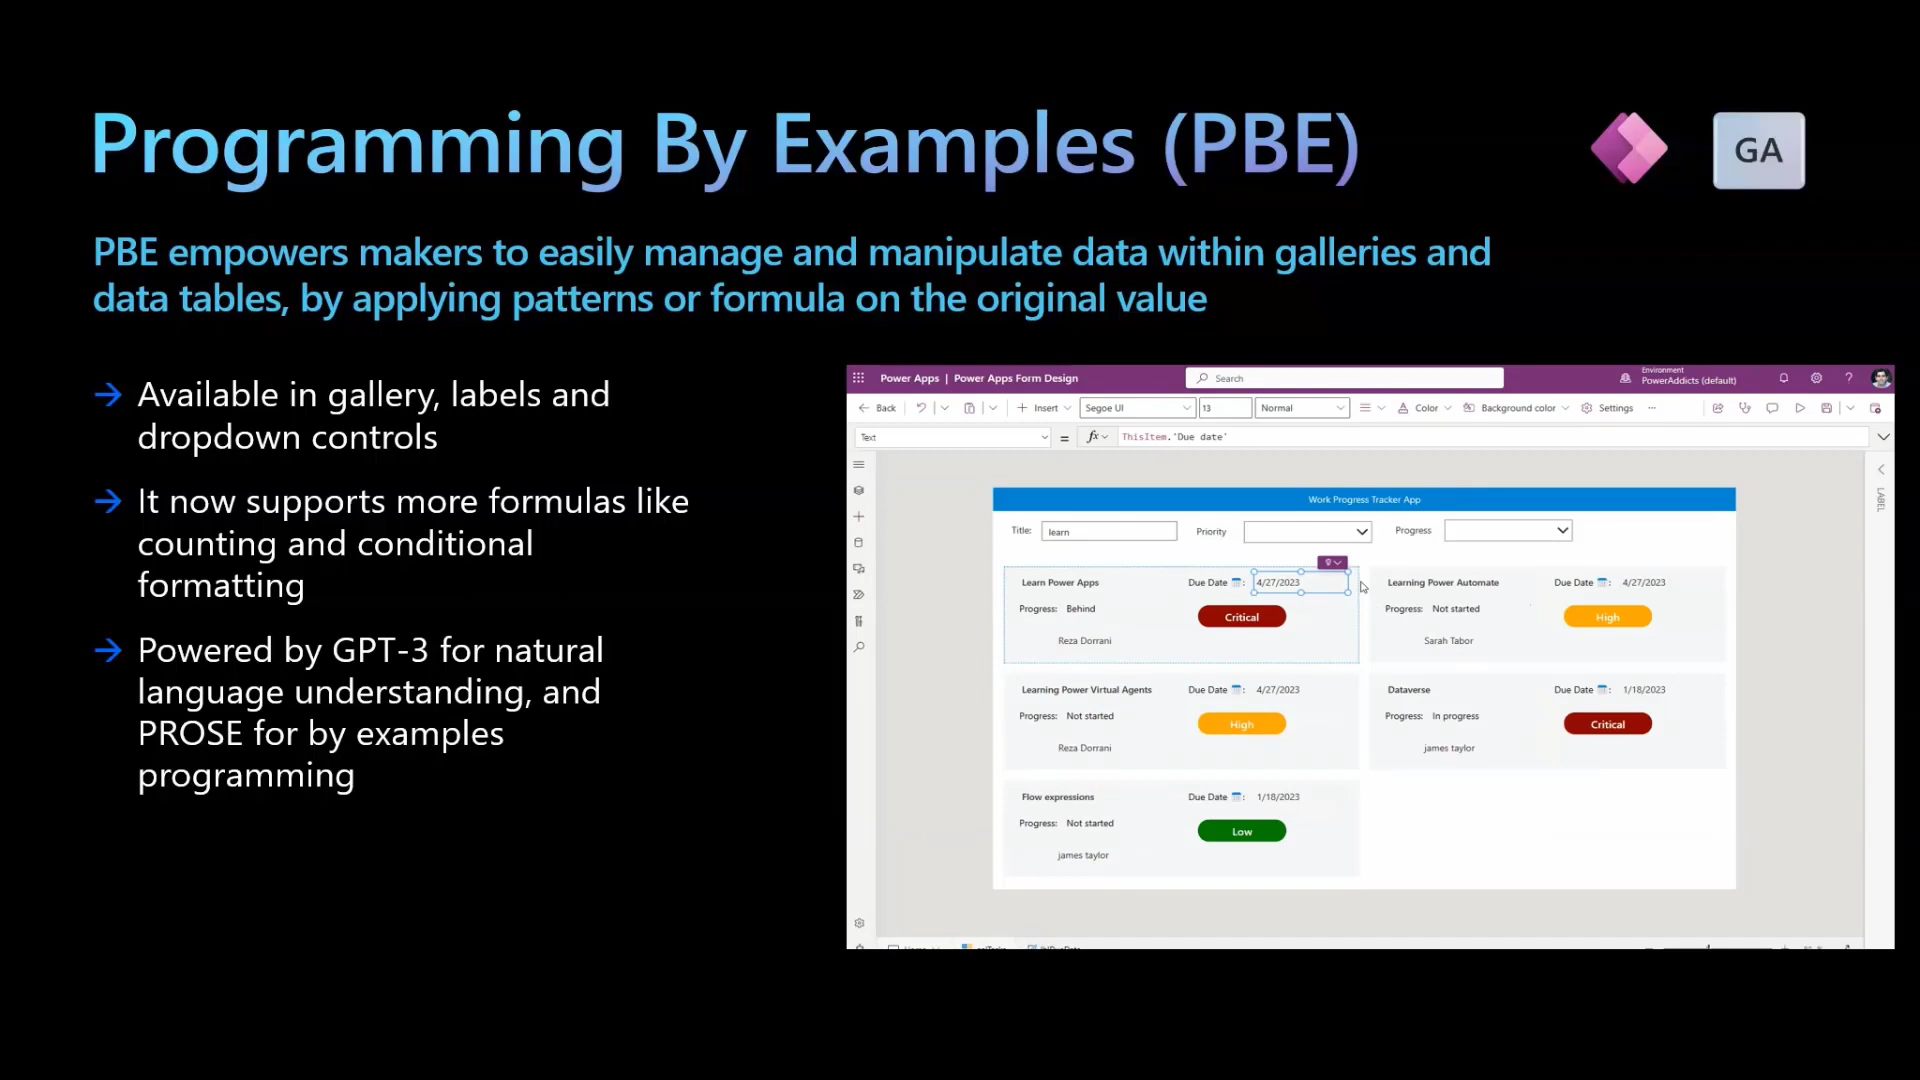 Programming By Examples (PBE)
GA
PBE empowers makers to easily manage and manipulate data within galleries and
data tables, by applying patterns or formula on the original value
→ Available in gallery, labels and
dropdown controls
→ It now supports more formulas like
counting and conditional
formatting
→ Powered by GPT-3 for natural
language understanding, and
PROSE for by examples
programming
Power Apps | Power Apps Form Design
Search
Environment
PowerAddicts (default)
Back
Insert
Segoe UI
13
Normal
Color
Background color
Settings
Text
= fx ThisItem.'Due date'
LABEL
Work Progress Tracker App
Title: learn Priority Progress
Learn Power Apps Due Date : 4/27/2023
Progress: Behind Critical
Reza Dorrani
Learning Power Automate Due Date : 4/27/2023
Progress: Not started High
Sarah Tabor
Learning Power Virtual Agents Due Date : 4/27/2023
Progress: Not started High
Reza Dorrani
Dataverse Due Date : 1/18/2023
Progress: In progress Critical
james taylor
Flow expressions Due Date : 1/18/2023
Progress: Not started Low
james taylor